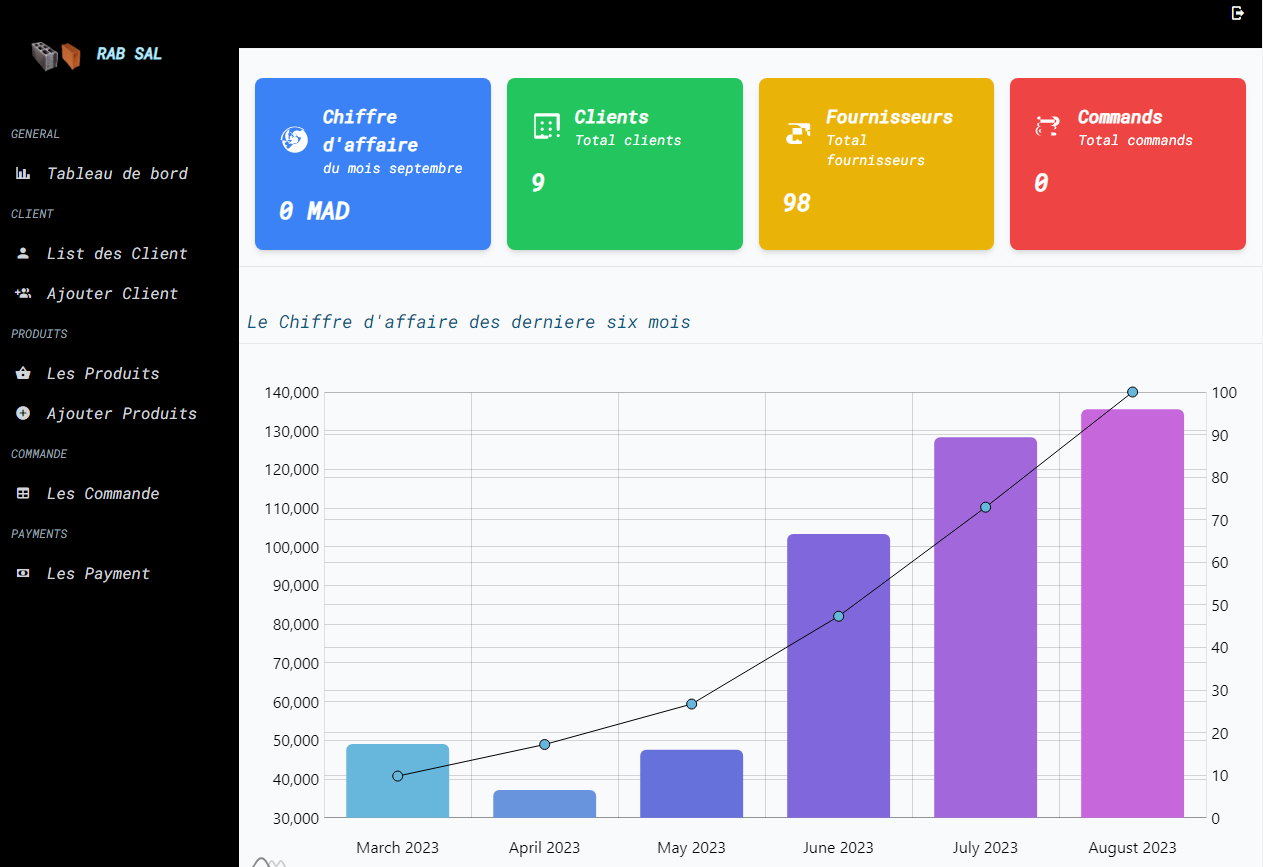 RAB SAL
GENERAL
Tableau de bord
CLIENT
List des Client
Ajouter Client
PRODUITS
Les Produits
Ajouter Produits
COMMANDE
Les Commande
PAYMENTS
Les Payment
Chiffre
d'affaire
du mois septembre
0 MAD
Clients
Total clients
9
Fournisseurs
Total
fournisseurs
98
Commands
Total commands
0
Le Chiffre d'affaire des derniere six mois
140,000
130,000
120,000
110,000
100,000
90,000
80,000
70,000
60,000
50,000
40,000
30,000
100
90
80
70
60
50
40
30
20
10
0
March 2023
April 2023
May 2023
June 2023
July 2023
August 2023